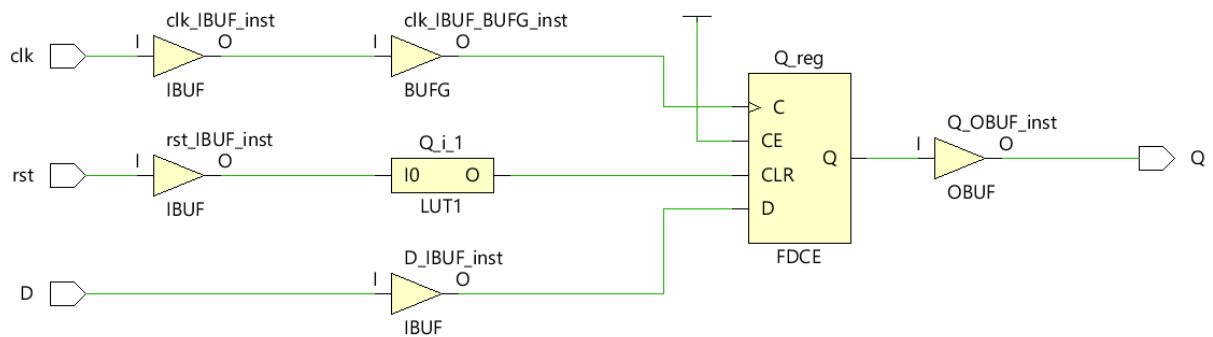 clk_IBUF_inst
clk_IBUF_BUFG_inst
clk
I
O
I
O
IBUF
BUFG
Q_reg
C
CE
Q
CLR
D
FDCE
rst_IBUF_inst
rst
I
O
IBUF
Q_i_1
I0
O
LUT1
Q_OBUF_inst
I
O
OBUF
Q
D_IBUF_inst
D
I
O
IBUF